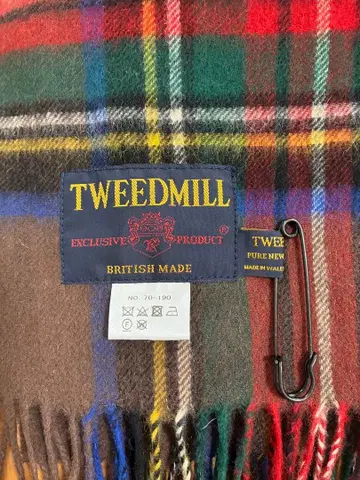 TWEEDMILL
EXCLUSIVE PRODUCT
BRITISH MADE
NO. 70-190
TWEE
PURE NEW
MADE IN WALES